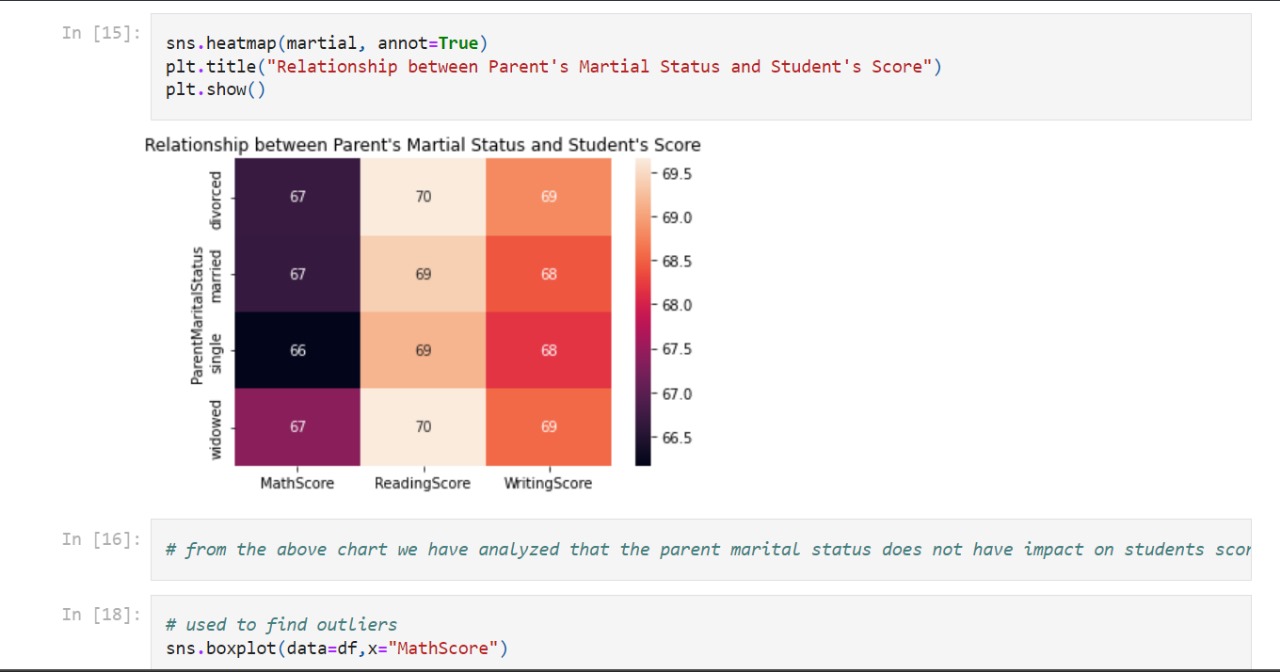 In [15]:
sns.heatmap(martial, annot=True)
plt.title("Relationship between Parent's Martial Status and Student's Score")
plt.show()
Relationship between Parent's Martial Status and Student's Score
ParentMaritalStatus
divorced 67 70 69
married 67 69 68
single 66 69 68
widowed 67 70 69
MathScore ReadingScore WritingScore
69.5
69.0
68.5
68.0
67.5
67.0
66.5
In [16]:
# from the above chart we have analyzed that the parent marital status does not have impact on students
In [18]:
# used to find outliers
sns.boxplot(data=df,x="MathScore")